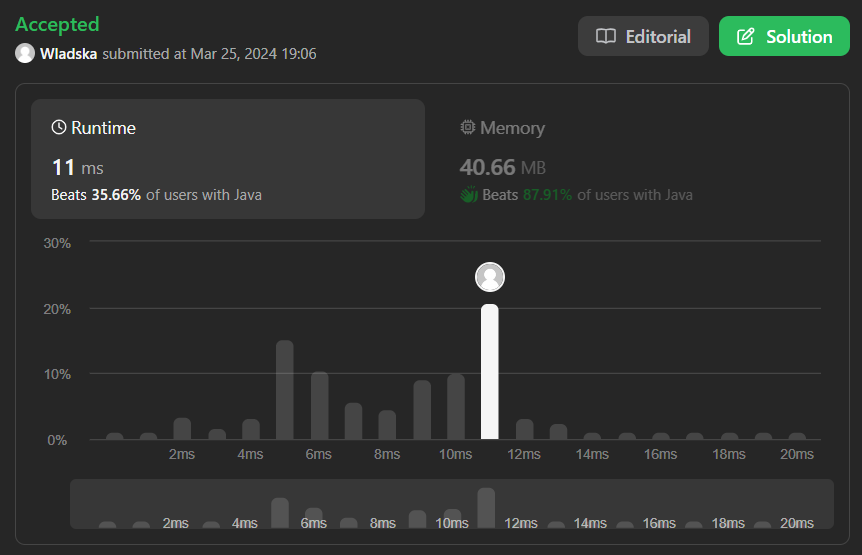 Accepted
Wladska submitted at Mar 25, 2024 19:06
Editorial
Solution
Runtime
11 ms
Beats 35.66% of users with Java
Memory
40.66 MB
Beats 87.91% of users with Java
30%
20%
10%
0%
2ms 4ms 6ms 8ms 10ms 12ms 14ms 16ms 18ms 20ms
2ms 4ms 6ms 8ms 10ms 12ms 14ms 16ms 18ms 20ms